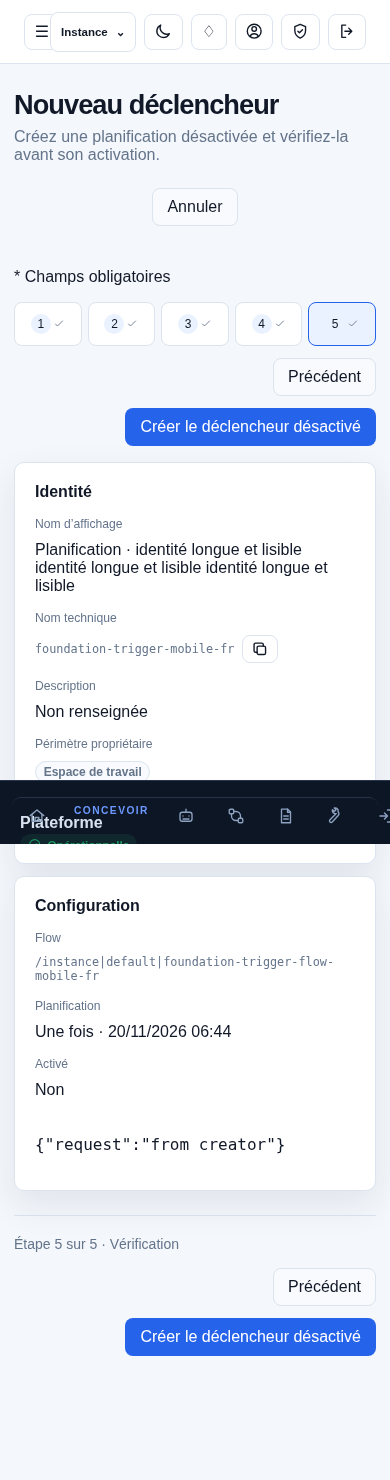 Instance
Nouveau déclencheur
Créez une planification désactivée et vérifiez-la
avant son activation.
Annuler
* Champs obligatoires
1 2 3 4 5
Précédent
Créer le déclencheur désactivé
Identité
Nom d’affichage
Planification · identité longue et lisible
identité longue et lisible identité longue et
lisible
Nom technique
foundation-trigger-mobile-fr
Description
Non renseignée
Périmètre propriétaire
Espace de travail
CONCEVOIR
Plateforme
Opérationnelle
Configuration
Flow
/instance|default|foundation-trigger-flow-
mobile-fr
Planification
Une fois · 20/11/2026 06:44
Activé
Non
{"request":"from creator"}
Étape 5 sur 5 · Vérification
Précédent
Créer le déclencheur désactivé